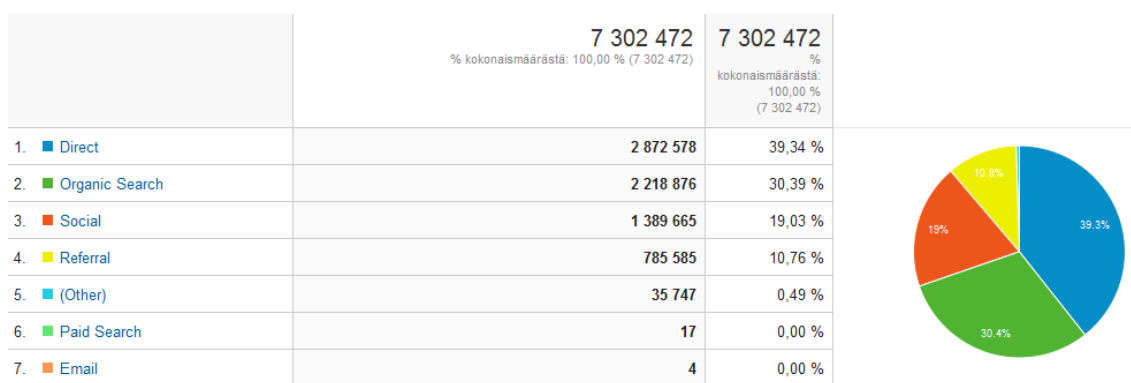 7 302 472
% kokonaismäärästä: 100,00 % (7 302 472)
7 302 472
%
kokonaismäärästä:
100,00 %
(7 302 472)
1. Direct 2 872 578 39,34 %
2. Organic Search 2 218 876 30,39 %
3. Social 1 389 665 19,03 %
4. Referral 785 585 10,76 %
5. (Other) 35 747 0,49 %
6. Paid Search 17 0,00 %
7. Email 4 0,00 %
10.8%
39.3%
19%
30.4%